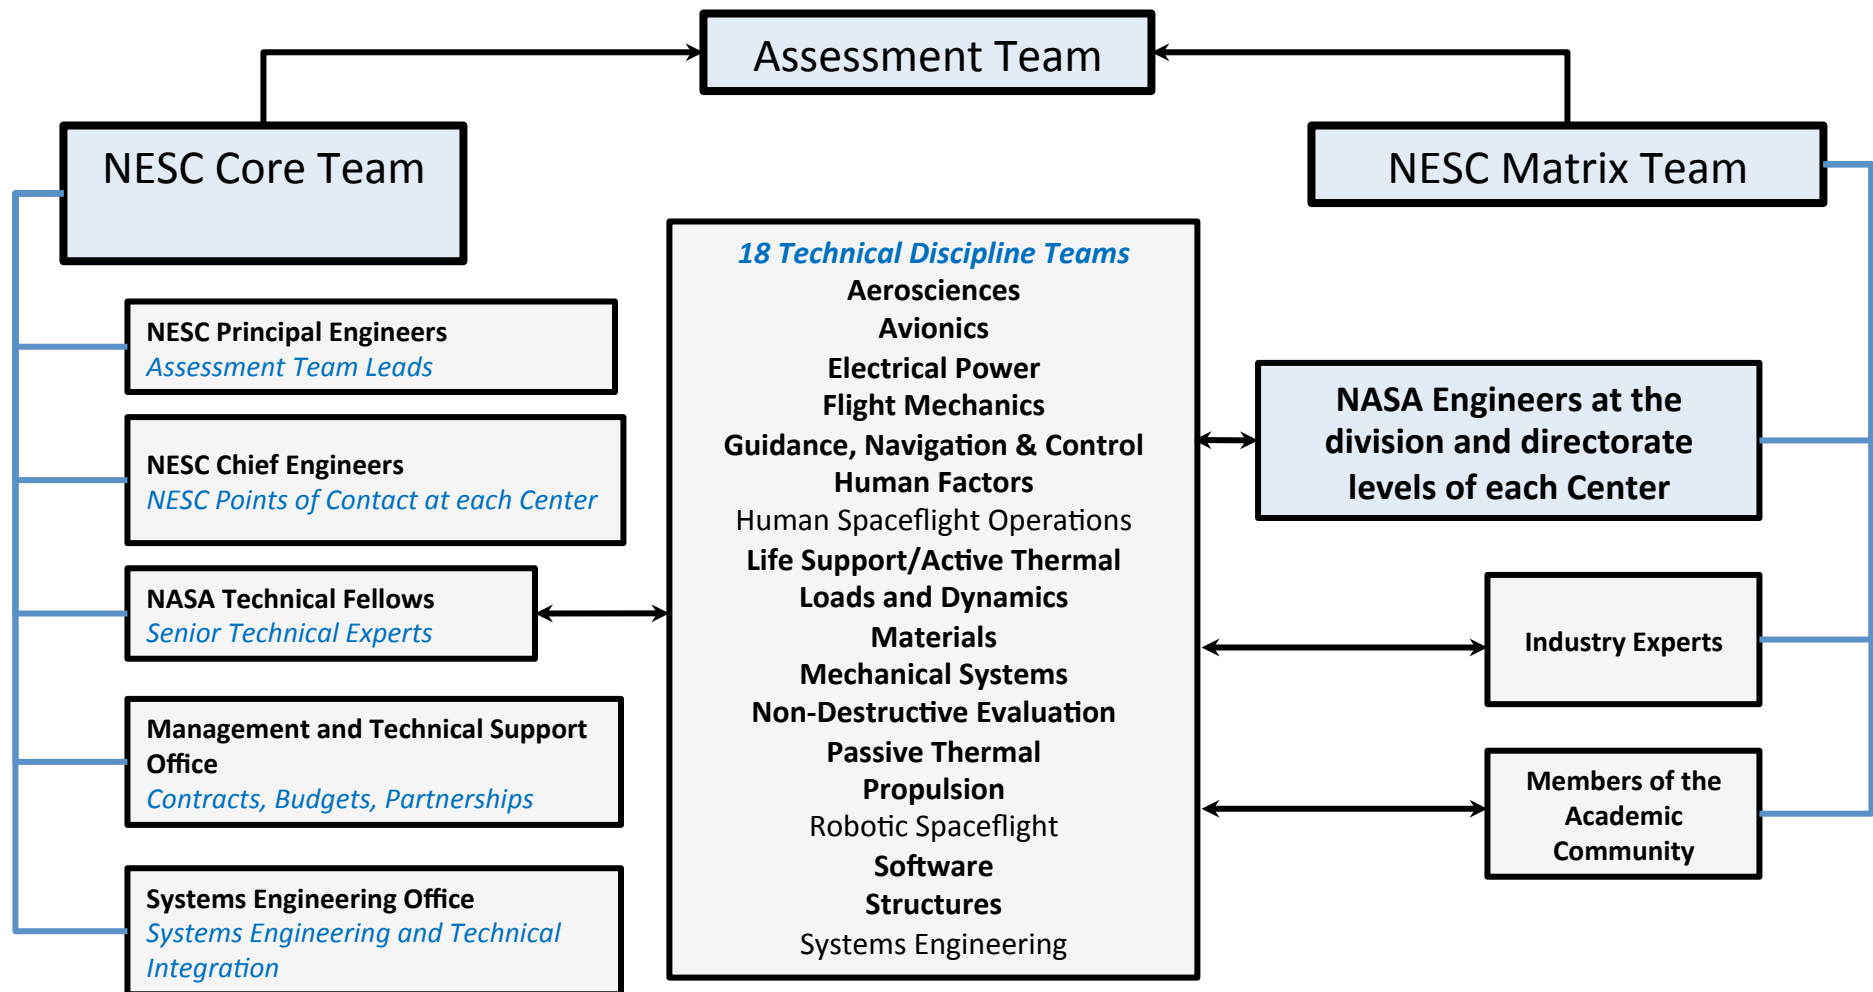 Assessment Team
NESC Core Team
NESC Matrix Team
NESC Principal Engineers
Assessment Team Leads
NESC Chief Engineers
NESC Points of Contact at each Center
NASA Technical Fellows
Senior Technical Experts
Management and Technical Support
Office
Contracts, Budgets, Partnerships
Systems Engineering Office
Systems Engineering and Technical
Integration
18 Technical Discipline Teams
Aerosciences
Avionics
Electrical Power
Flight Mechanics
Guidance, Navigation & Control
Human Factors
Human Spaceflight Operations
Life Support/Active Thermal
Loads and Dynamics
Materials
Mechanical Systems
Non-Destructive Evaluation
Passive Thermal
Propulsion
Robotic Spaceflight
Software
Structures
Systems Engineering
NASA Engineers at the
division and directorate
levels of each Center
Industry Experts
Members of the
Academic
Community